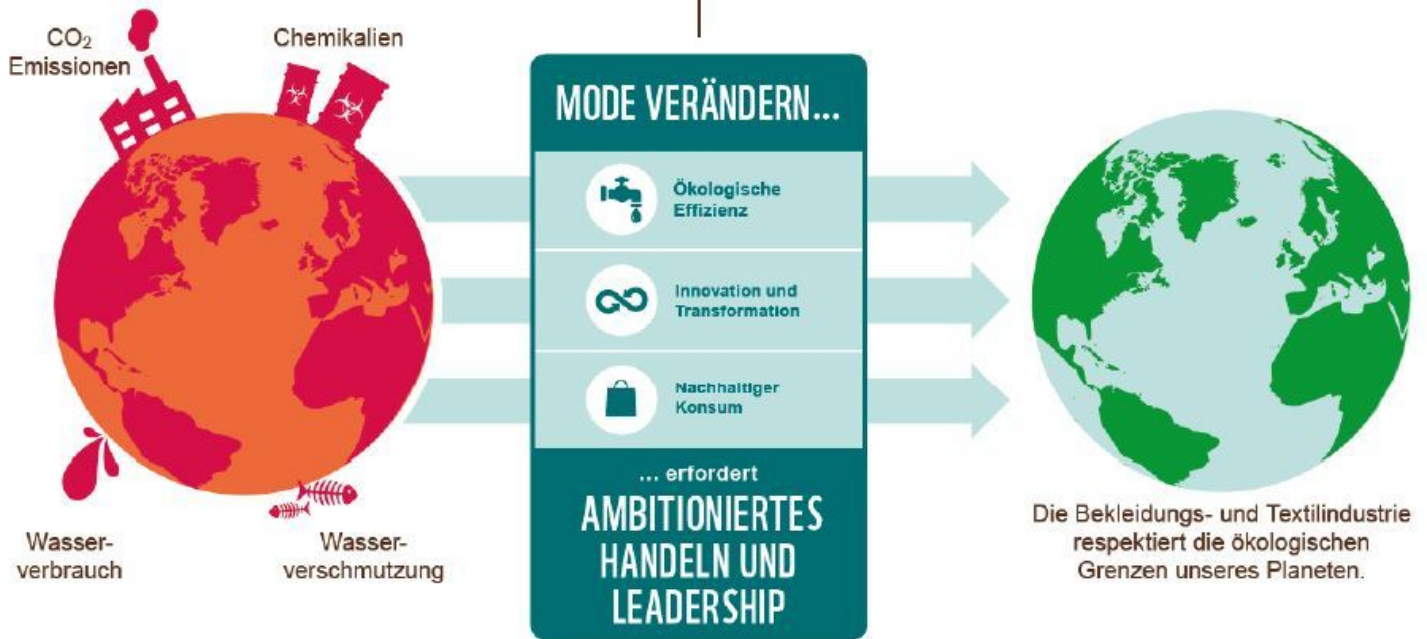 CO₂
Emissionen
Chemikalien
Wasser-
verbrauch
Wasser-
verschmutzung
MODE VERÄNDERN...
Ökologische
Effizienz
Innovation und
Transformation
Nachhaltiger
Konsum
... erfordert
AMBITIONIERTES
HANDELN UND
LEADERSHIP
Die Bekleidungs- und Textilindustrie
respektiert die ökologischen
Grenzen unseres Planeten.